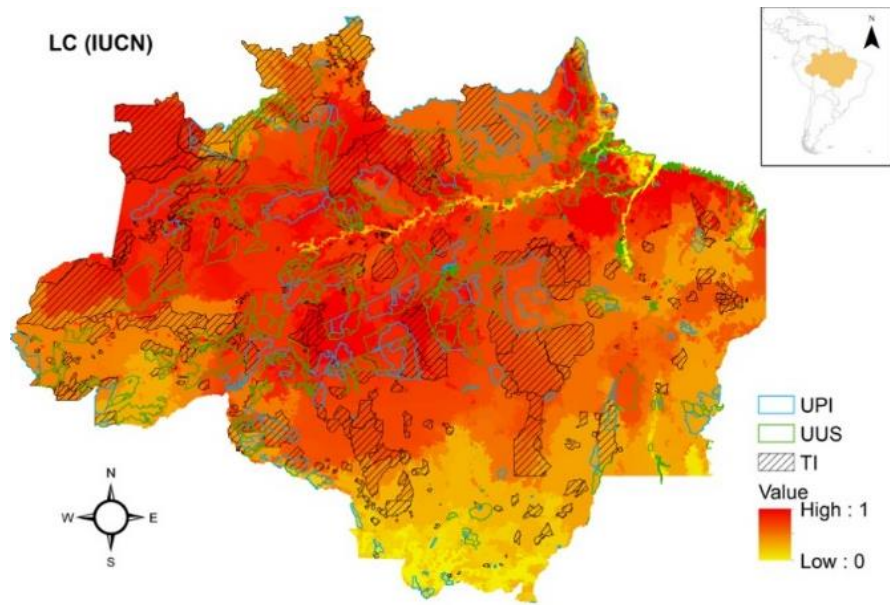 LC (IUCN)
N
UPI
UUS
TI
Value
High : 1
Low : 0
N
W
E
S